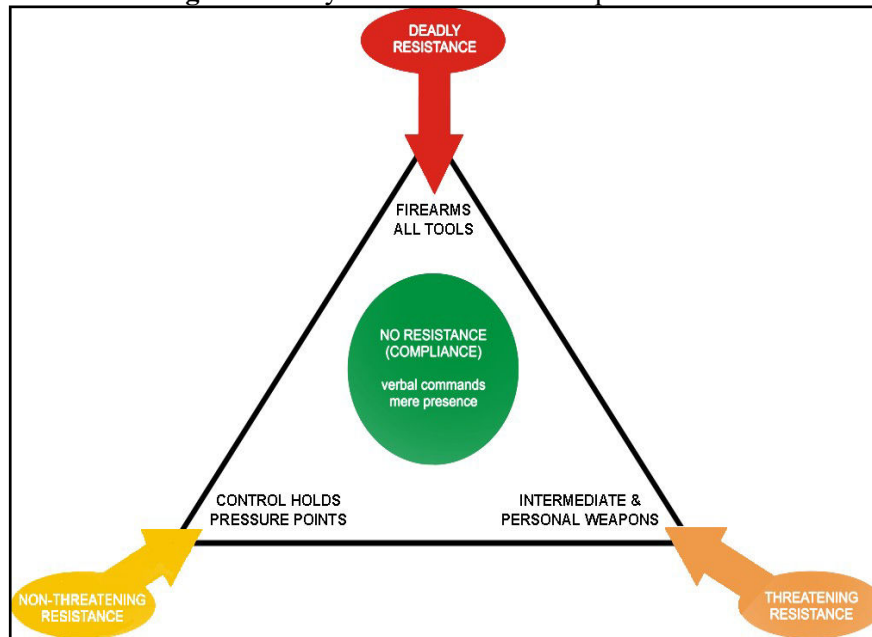 DEADLY
RESISTANCE
FIREARMS
ALL TOOLS
NO RESISTANCE
(COMPLIANCE)
verbal commands
mere presence
CONTROL HOLDS
PRESSURE POINTS
INTERMEDIATE &
PERSONAL WEAPONS
NON-THREATENING
RESISTANCE
THREATENING
RESISTANCE